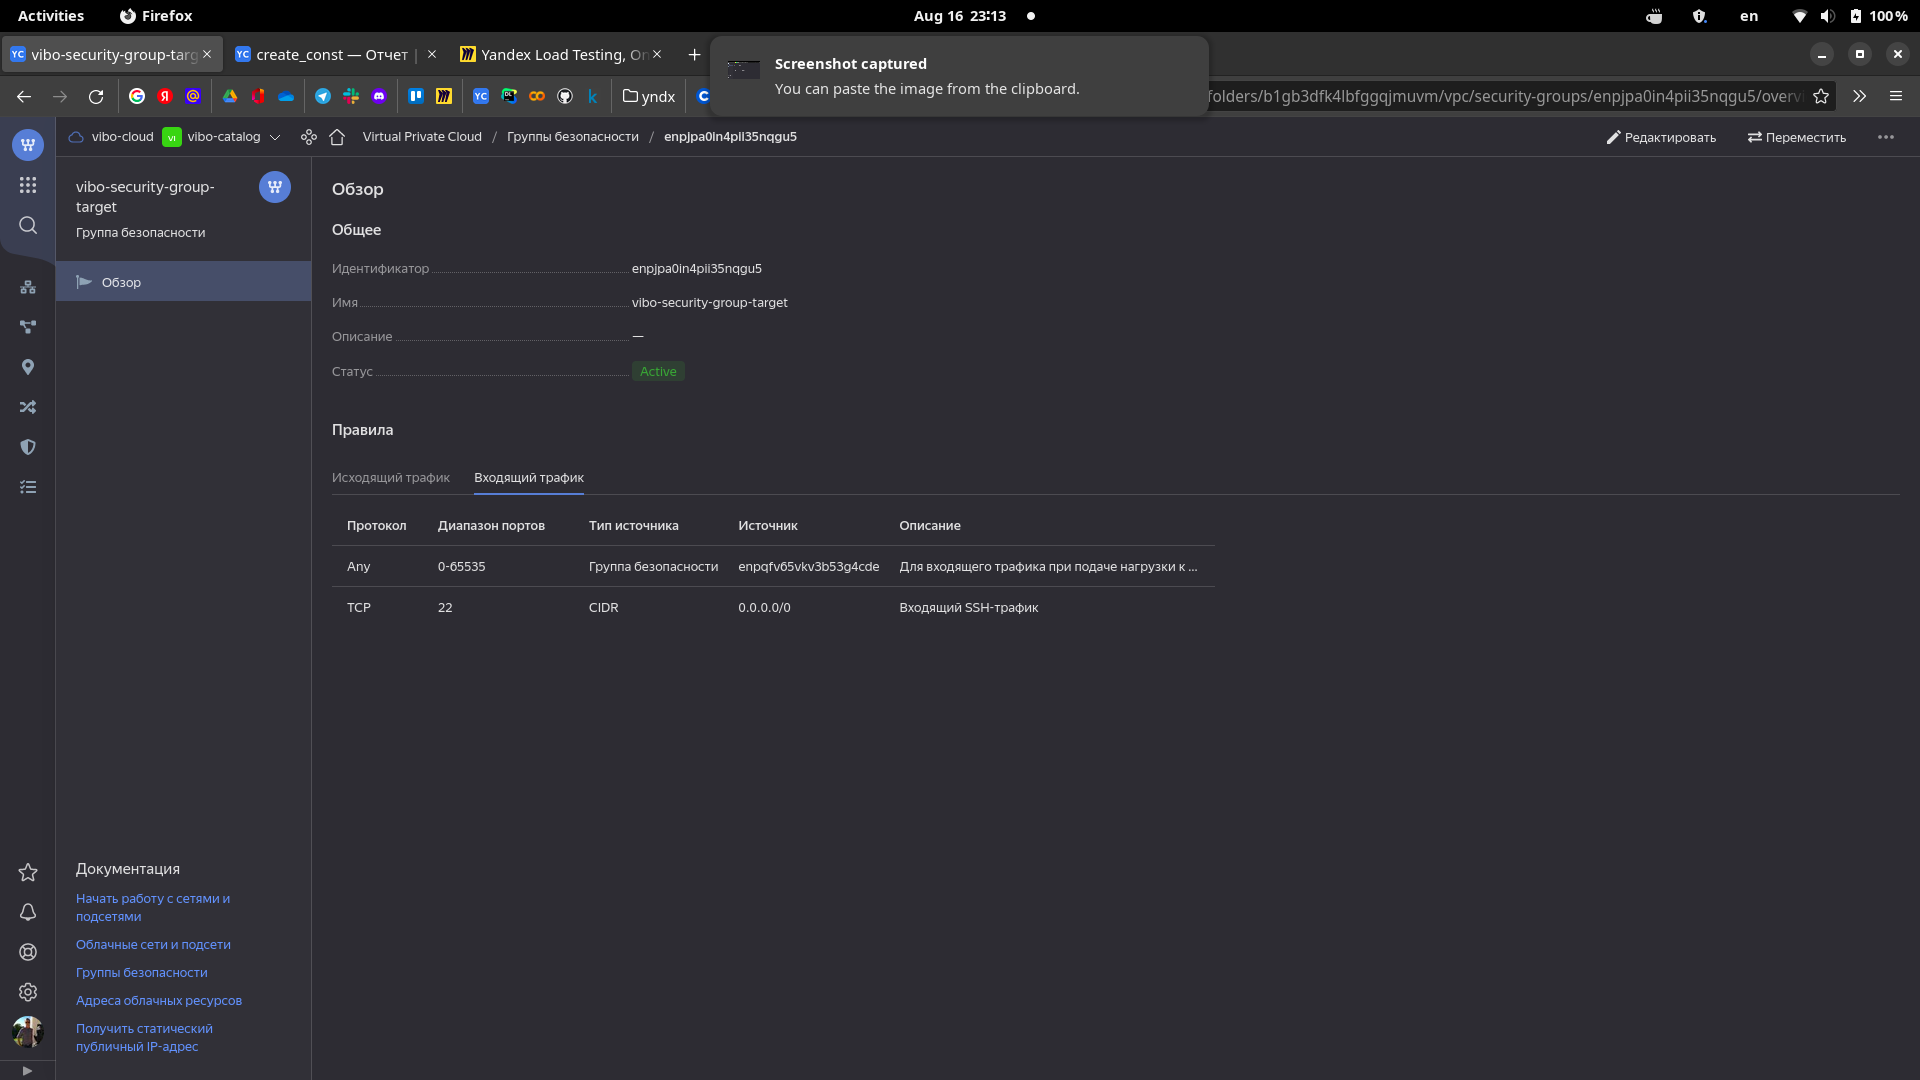 Activities
Firefox
Aug 16 23:13
en
100%
vibo-security-group-targ
create_const — Отчет |
Yandex Load Testing, On
Screenshot captured
You can paste the image from the clipboard.
yndx
folders/b1gb3dfk4lbfggqjmuvm/vpc/security-groups/enpjpa0in4pii35nqgu5/overvi
vibo-cloud
vibo-catalog
Virtual Private Cloud / Группы безопасности / enpjpa0in4pii35nqgu5
Редактировать
Переместить
vibo-security-group-
target
Группа безопасности
Обзор
Обзор
Общее
Идентификатор enpjpa0in4pii35nqgu5
Имя vibo-security-group-target
Описание —
Статус Active
Правила
Исходящий трафик Входящий трафик
Протокол Диапазон портов Тип источника Источник Описание
Any 0-65535 Группа безопасности enpqfv65vkv3b53g4cde Для входящего трафика при подаче нагрузки к ...
TCP 22 CIDR 0.0.0.0/0 Входящий SSH-трафик
Документация
Начать работу с сетями и
подсетями
Облачные сети и подсети
Группы безопасности
Адреса облачных ресурсов
Получить статический
публичный IP-адрес